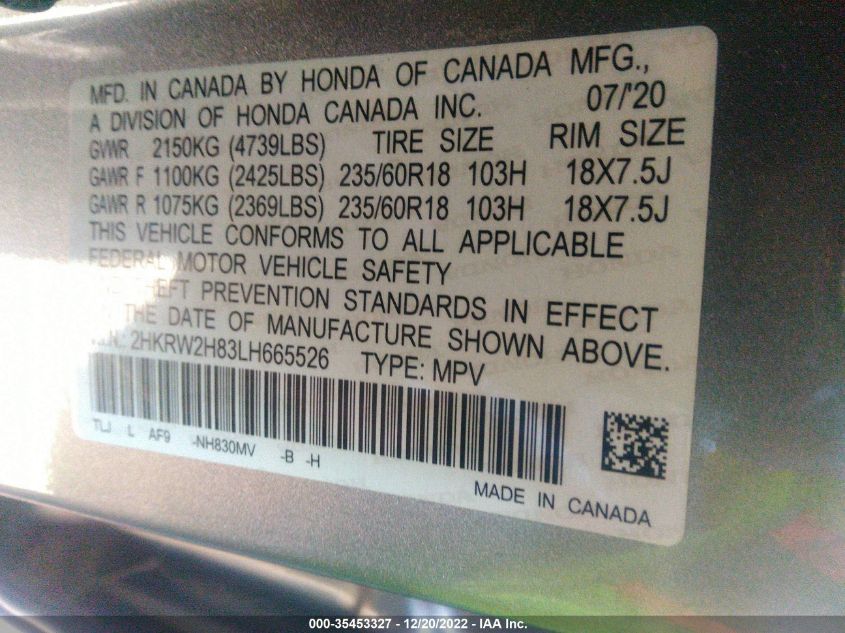 MFD. IN CANADA BY HONDA OF CANADA MFG.,
A DIVISION OF HONDA CANADA INC. 07/'20
GVWR 2150KG (4739LBS) TIRE SIZE RIM SIZE
GAWR F 1100KG (2425LBS) 235/60R18 103H 18X7.5J
GAWR R 1075KG (2369LBS) 235/60R18 103H 18X7.5J
THIS VEHICLE CONFORMS TO ALL APPLICABLE
FEDERAL MOTOR VEHICLE SAFETY
THEFT PREVENTION STANDARDS IN EFFECT
THE DATE OF MANUFACTURE SHOWN ABOVE.
2HKRW2H83LH665526 TYPE: MPV
TLJ L AF9 -NH830MV -B -H
MADE IN CANADA
000-35453327 - 12/20/2022 - IAA Inc.